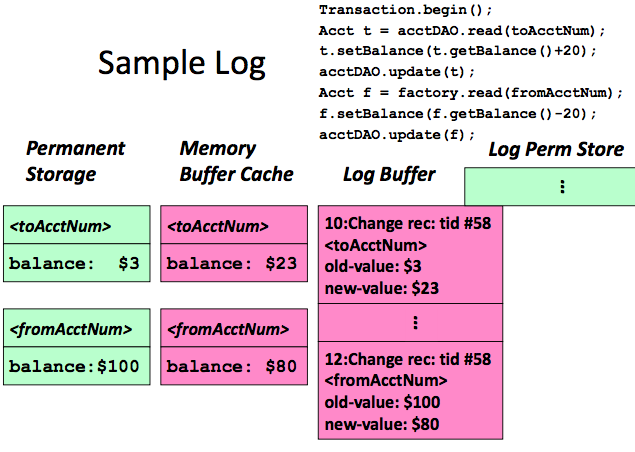 Transaction.begin();
Acct t = acctDAO.read(toAcctNum);
t.setBalance(t.getBalance()+20);
acctDAO.update(t);
Acct f = factory.read(fromAcctNum);
f.setBalance(f.getBalance()-20);
acctDAO.update(f);
Sample Log
Permanent
Storage
Memory
Buffer Cache
Log Buffer
Log Perm Store
⋮
<toAcctNum>
balance: $3
<toAcctNum>
balance: $23
10:Change rec: tid #58
<toAcctNum>
old-value: $3
new-value: $23
⋮
<fromAcctNum>
balance:$100
<fromAcctNum>
balance: $80
12:Change rec: tid #58
<fromAcctNum>
old-value: $100
new-value: $80